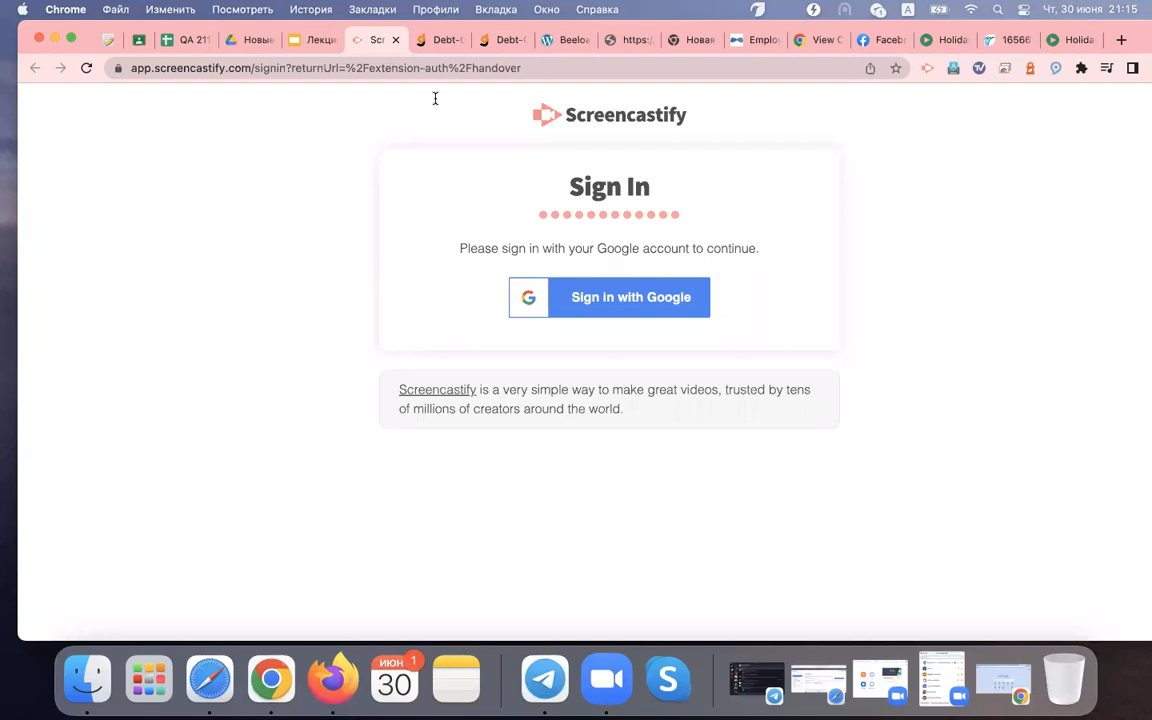 Chrome Файл Изменить Посмотреть История Закладки Профили Вкладка Окно Справка A Чт, 30 июня 21:15
QA 211 Новые Лекци Scr Debt-C Debt-C Beeloa https:/ Новая Emplo View C Faceb Holida 16566 Holida
app.screencastify.com/signin?returnUrl=%2Fextension-auth%2Fhandover
Screencastify
Sign In
Please sign in with your Google account to continue.
G Sign in with Google
Screencastify is a very simple way to make great videos, trusted by tens
of millions of creators around the world.
ИЮН 1
30